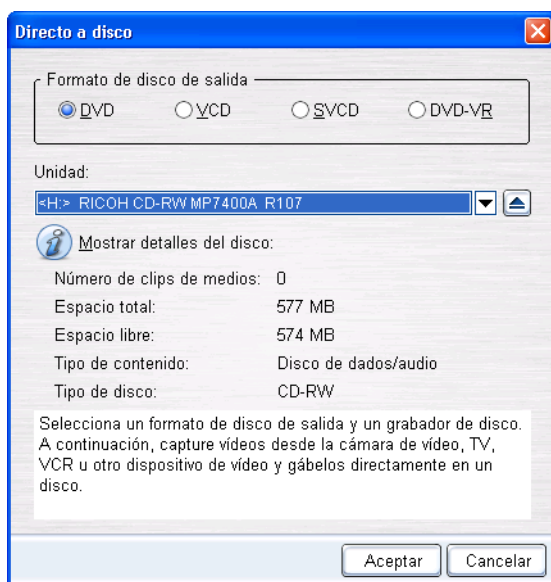 Directo a disco
Formato de disco de salida
DVD VCD SVCD DVD-VR
Unidad:
<H:> RICOH CD-RW MP7400A R107
Mostrar detalles del disco:
Número de clips de medios: 0
Espacio total: 577 MB
Espacio libre: 574 MB
Tipo de contenido: Disco de dados/audio
Tipo de disco: CD-RW
Selecciona un formato de disco de salida y un grabador de disco.
A continuación, capture vídeos desde la cámara de vídeo, TV,
VCR u otro dispositivo de vídeo y gábelos directamente en un
disco.
Aceptar Cancelar